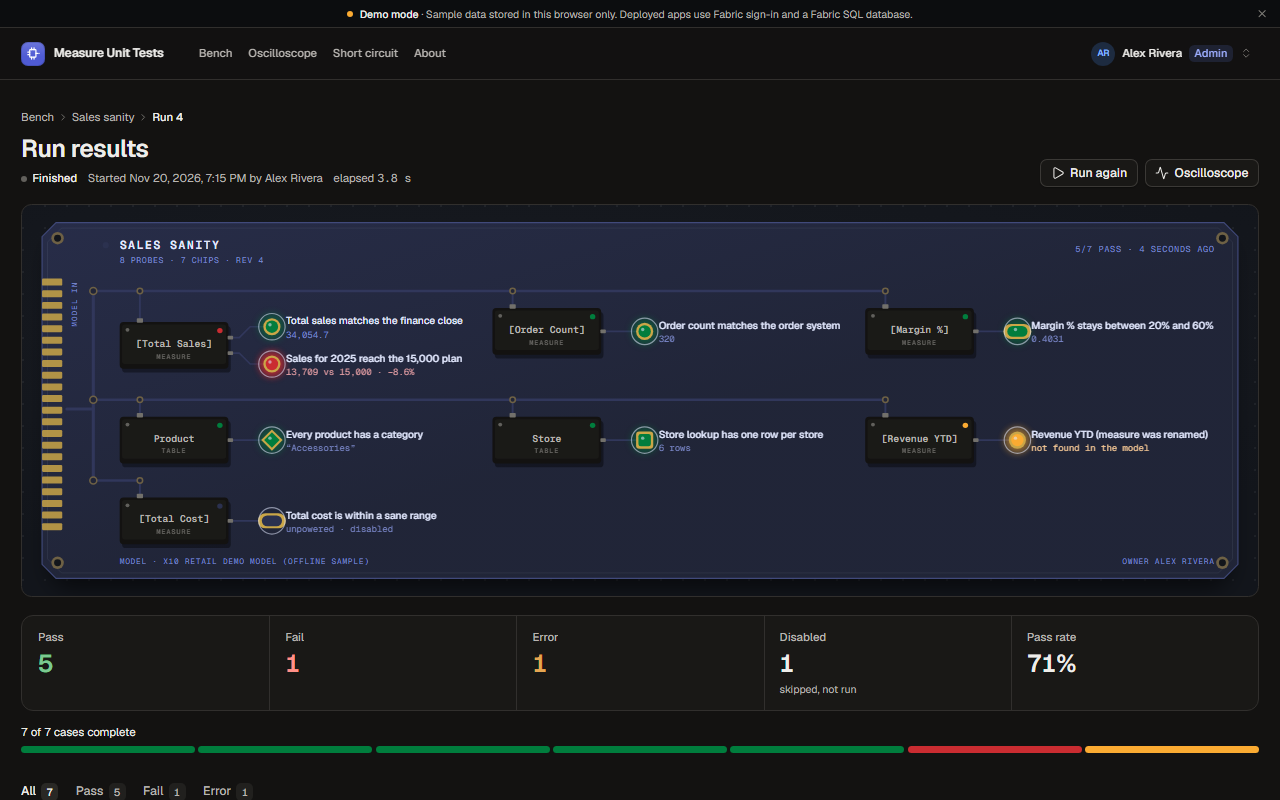 Demo mode · Sample data stored in this browser only. Deployed apps use Fabric sign-in and a Fabric SQL database.
Measure Unit Tests
Bench
Oscilloscope
Short circuit
About
AR
Alex Rivera
Admin
Bench › Sales sanity › Run 4
Run results
Finished Started Nov 20, 2026, 7:15 PM by Alex Rivera elapsed 3.8 s
Run again
Oscilloscope
SALES SANITY
8 PROBES · 7 CHIPS · REV 4
5/7 PASS · 4 SECONDS AGO
MODEL IN
[Total Sales]
MEASURE
Total sales matches the finance close
34,054.7
Sales for 2025 reach the 15,000 plan
13,709 vs 15,000 · −8.6%
[Order Count]
MEASURE
Order count matches the order system
320
[Margin %]
MEASURE
Margin % stays between 20% and 60%
0.4031
Product
TABLE
Every product has a category
"Accessories"
Store
TABLE
Store lookup has one row per store
6 rows
[Revenue YTD]
MEASURE
Revenue YTD (measure was renamed)
not found in the model
[Total Cost]
MEASURE
Total cost is within a sane range
unpowered · disabled
MODEL · X10 RETAIL DEMO MODEL (OFFLINE SAMPLE)
OWNER ALEX RIVERA
Pass
5
Fail
1
Error
1
Disabled
1
skipped, not run
Pass rate
71%
7 of 7 cases complete
All 7
Pass 5
Fail 1
Error 1